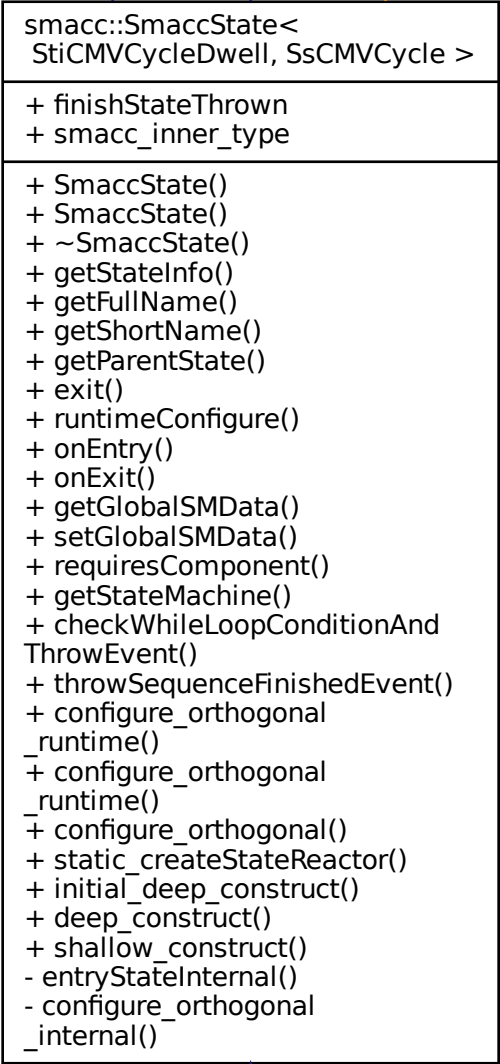 smacc::SmaccState<
StiCMVCycleDwell, SsCMVCycle >
+ finishStateThrown
+ smacc_inner_type
+ SmaccState()
+ SmaccState()
+ ~SmaccState()
+ getStateInfo()
+ getFullName()
+ getShortName()
+ getParentState()
+ exit()
+ runtimeConfigure()
+ onEntry()
+ onExit()
+ getGlobalSMData()
+ setGlobalSMData()
+ requiresComponent()
+ getStateMachine()
+ checkWhileLoopConditionAnd
ThrowEvent()
+ throwSequenceFinishedEvent()
+ configure_orthogonal
_runtime()
+ configure_orthogonal
_runtime()
+ configure_orthogonal()
+ static_createStateReactor()
+ initial_deep_construct()
+ deep_construct()
+ shallow_construct()
- entryStateInternal()
- configure_orthogonal
_internal()